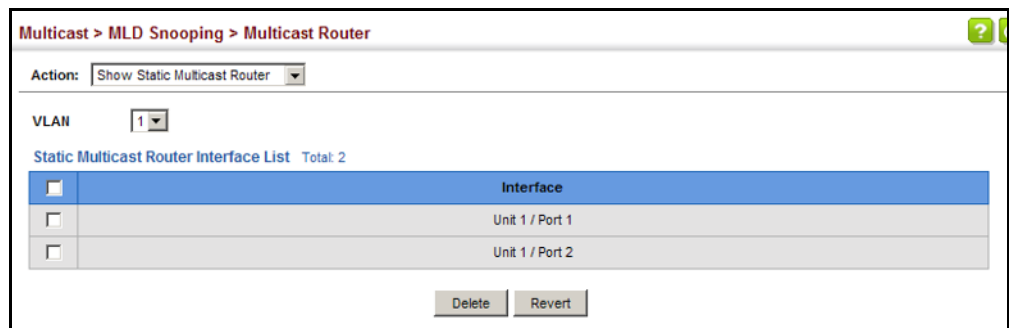 Multicast > MLD Snooping > Multicast Router
?
Action: Show Static Multicast Router
VLAN 1
Static Multicast Router Interface List Total: 2
Interface
Unit 1 / Port 1
Unit 1 / Port 2
Delete Revert